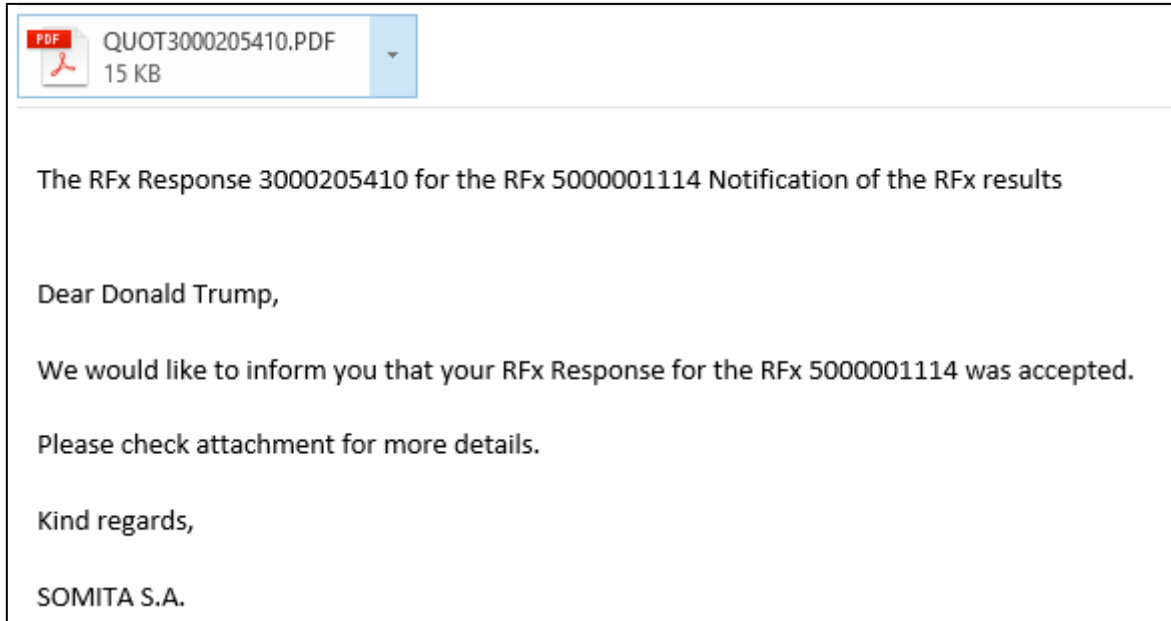 PDF
QUOT3000205410.PDF
15 KB
The RFx Response 3000205410 for the RFx 5000001114 Notification of the RFx results
Dear Donald Trump,
We would like to inform you that your RFx Response for the RFx 5000001114 was accepted.
Please check attachment for more details.
Kind regards,
SOMITA S.A.